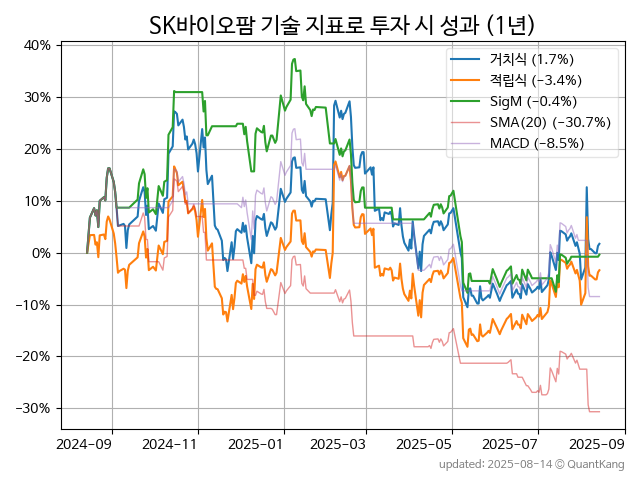 SK바이오팜 기술 지표로 투자 시 성과 (1년)
40%
30%
20%
10%
0%
−10%
−20%
−30%
거치식 (1.7%)
적립식 (−3.4%)
SigM (−0.4%)
SMA(20) (−30.7%)
MACD (−8.5%)
2024-09 2024-11 2025-01 2025-03 2025-05 2025-07 2025-09
updated: 2025-08-14 © QuantKang